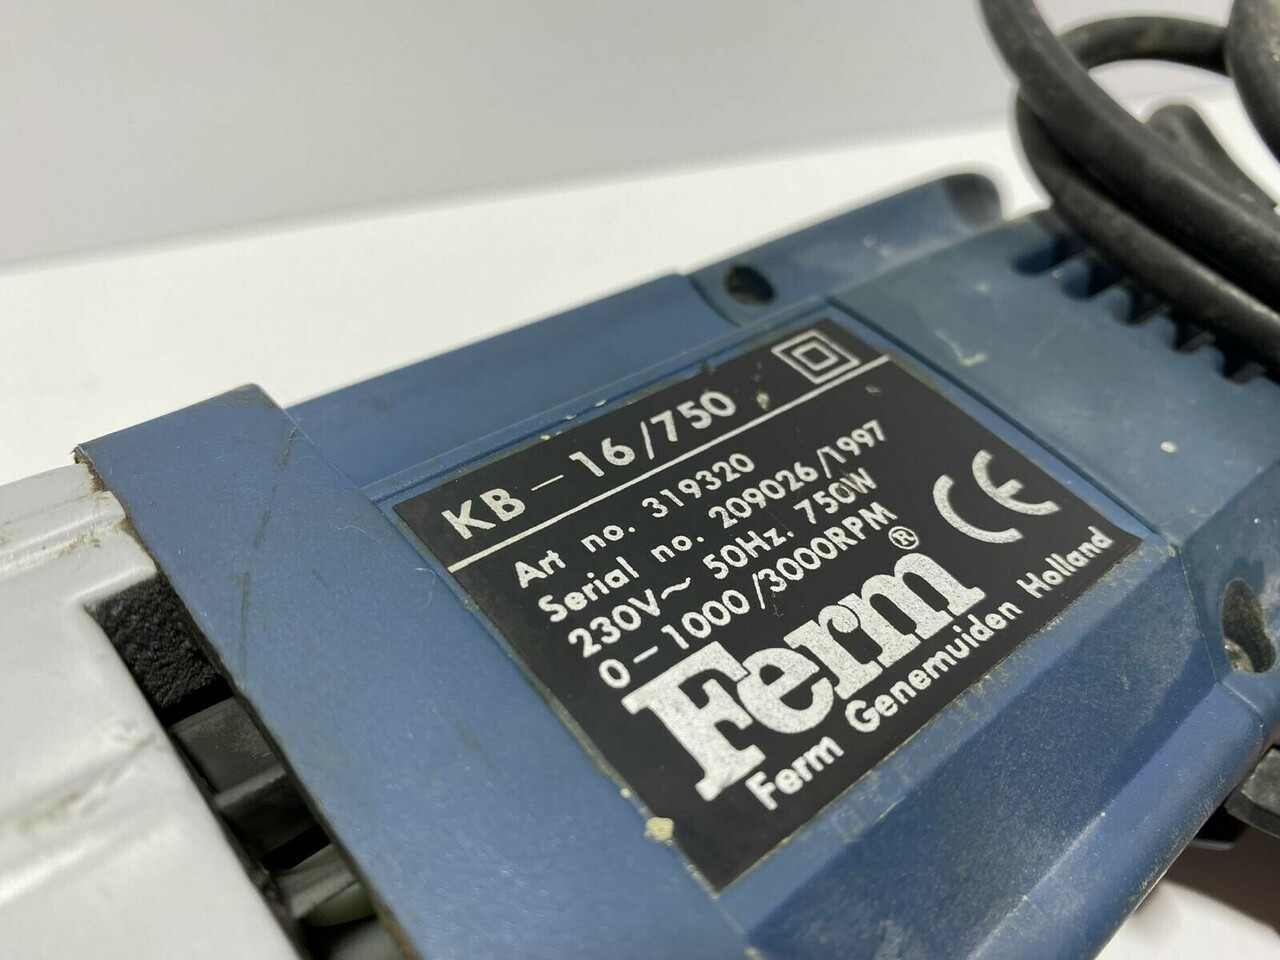 KB – 16/750
Art no. 319320
Serial no. 209026/1997
230V~ 50Hz. 750W
0–1000/3000RPM
Ferm®
CE
Ferm Genemuiden Holland